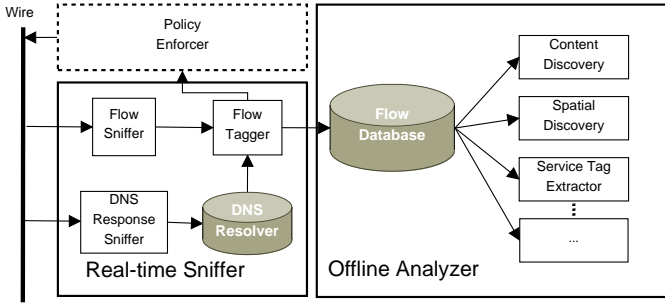 Wire
Policy
Enforcer
Flow
Sniffer
Flow
Tagger
DNS
Response
Sniffer
DNS
Resolver
Real-time Sniffer
Flow
Database
Content
Discovery
Spatial
Discovery
Service Tag
Extractor
...
Offline Analyzer